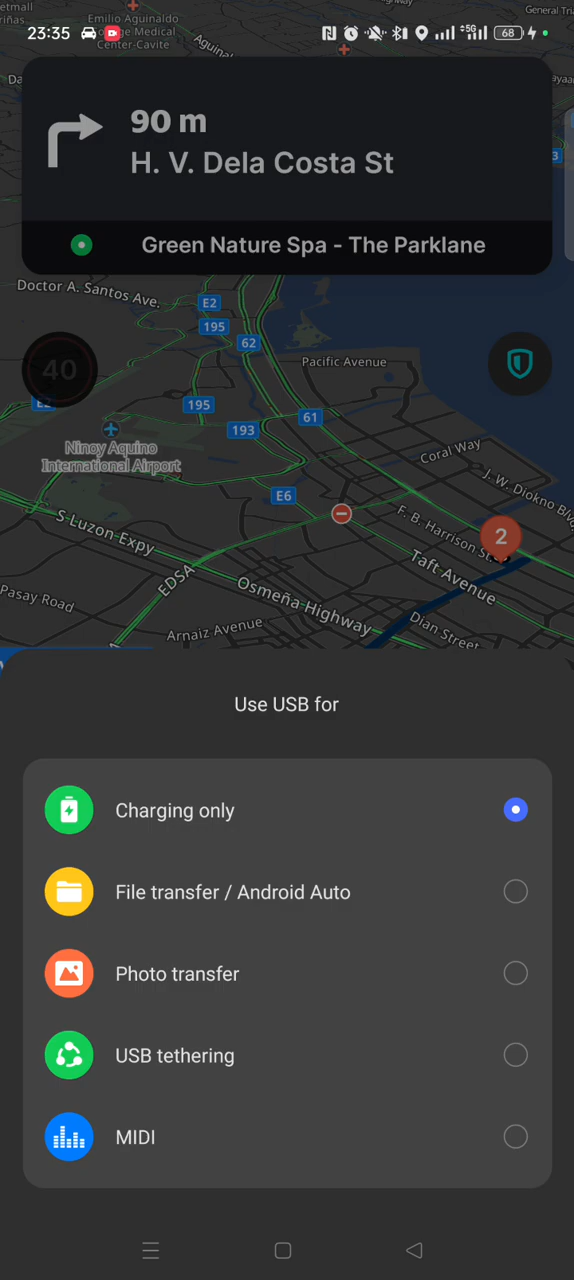 Emilio Aguinaldo
Medical
Center-Cavite
23:35
5G
68
Highway
90 m
H. V. Dela Costa St
Green Nature Spa - The Parklane
Doctor A. Santos Ave.
E2
195
62
Pacific Avenue
40
195
193
61
Ninoy Aquino
International Airport
Coral Way
J. W. Diokno Blv
E6
S Luzon Expy
F. B. Harrison St.
2
EDSA
Taft Avenue
Osmeña Highway
Pasay Road
Arnaiz Avenue
Dian Street
Use USB for
Charging only
File transfer / Android Auto
Photo transfer
USB tethering
MIDI